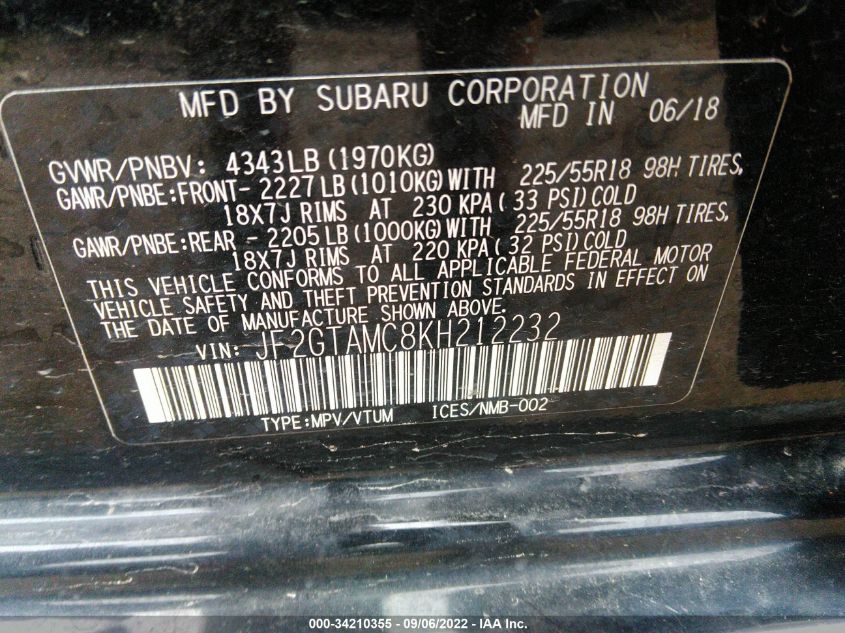 MFD BY SUBARU CORPORATION
MFD IN 06/18
GVWR/PNBV: 4343LB (1970KG)
GAWR/PNBE:FRONT- 2227 LB (1010KG) WITH 225/55R18 98H TIRES,
18X7J RIMS AT 230 KPA ( 33 PSI) COLD
GAWR/PNBE:REAR - 2205 LB (1000KG) WITH 225/55R18 98H TIRES,
18X7J RIMS AT 220 KPA ( 32 PSI) COLD
THIS VEHICLE CONFORMS TO ALL APPLICABLE FEDERAL MOTOR
VEHICLE SAFETY AND THEFT PREVENTION STANDARDS IN EFFECT ON
THE DATE OF MANUFACTURE SHOWN ABOVE.
VIN: JF2GTAMC8KH212232
TYPE:MPV/VTUM ICES/NMB-002
000-34210355 - 09/06/2022 - IAA Inc.